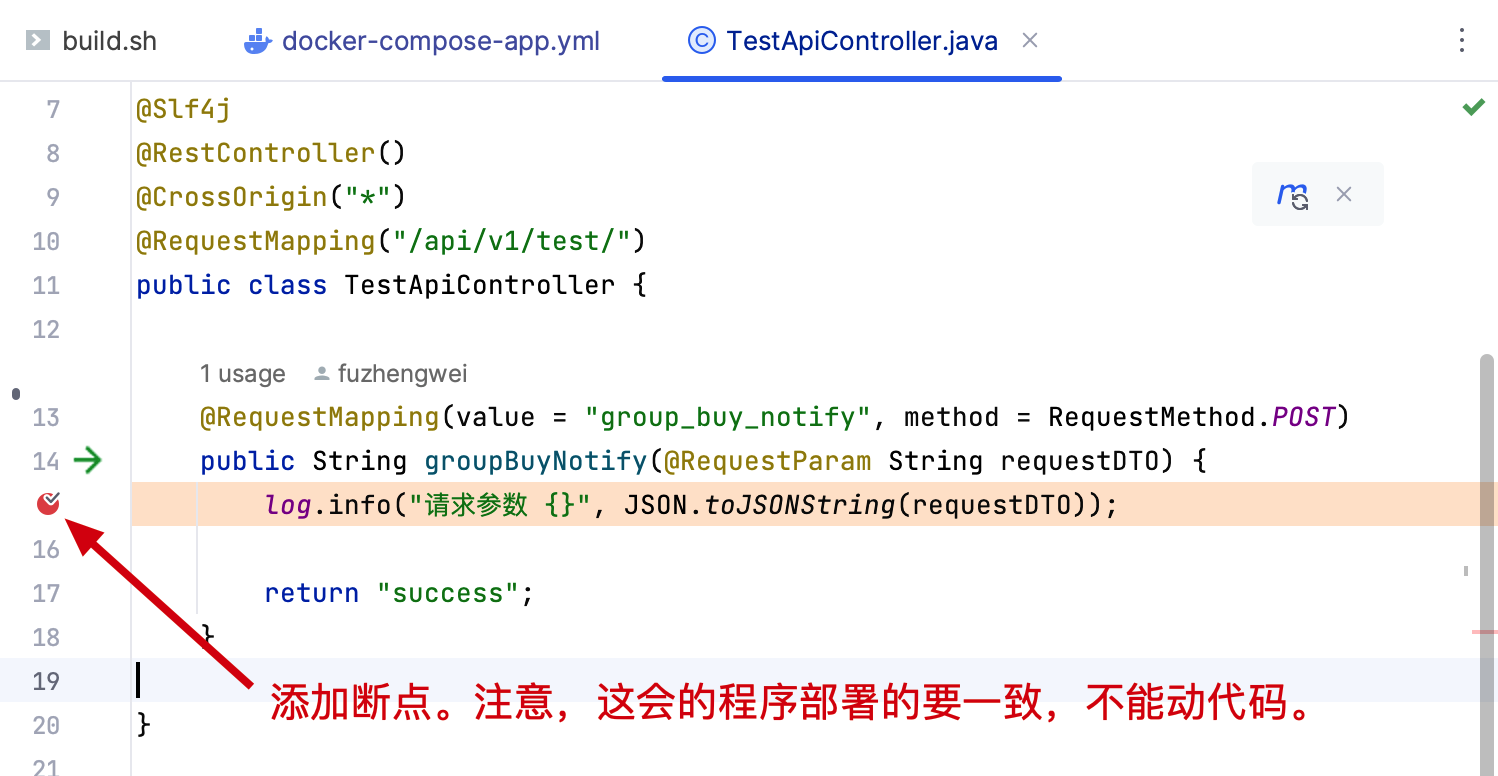 build.sh
docker-compose-app.yml
TestApiController.java
7 @Slf4j
8 @RestController()
9 @CrossOrigin("*")
10 @RequestMapping("/api/v1/test/")
11 public class TestApiController {
12
1 usage fuzhengwei
13 @RequestMapping(value = "group_buy_notify", method = RequestMethod.POST)
14 public String groupBuyNotify(@RequestParam String requestDTO) {
log.info("请求参数 {}", JSON.toJSONString(requestDTO));
16
17 return "success";
18 }
19
添加断点。注意，这会的程序部署的要一致，不能动代码。
20 }
21